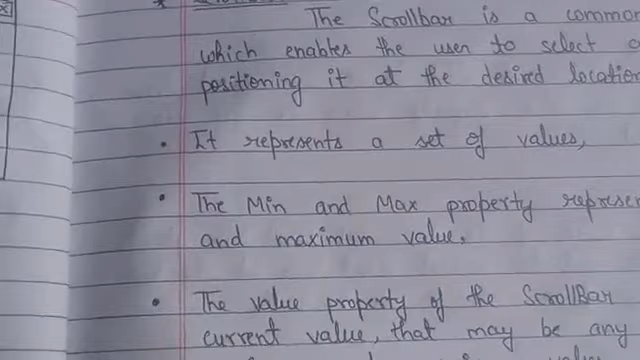 The Scrollbar is a common
which enables the user to select a
positioning it at the desired location
• It represents a set of values,
• The Min and Max property represen
and maximum value.
• The value property of the ScrollBar
current value, that may be any
value